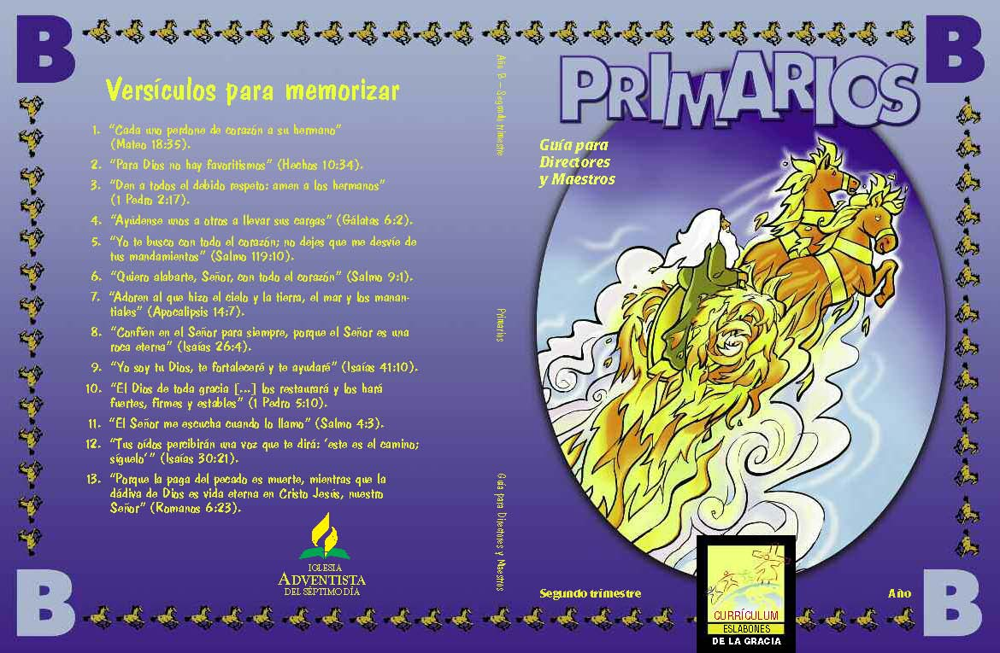 B
B
Versículos para memorizar
1. "Cada uno perdone de corazón a su hermano"
(Mateo 18:35).
2. "Para Dios no hay favoritismos" (Hechos 10:34).
3. "Den a todos el debido respeto: amen a los hermanos"
(1 Pedro 2:17).
4. "Ayúdense unos a otros a llevar sus cargas" (Gálatas 6:2).
5. "Yo te busco con todo el corazón; no dejes que me desvíe de
tus mandamientos" (Salmo 119:10).
6. "Quiero alabarte, Señor, con todo el corazón" (Salmo 9:1).
7. "Adoren al que hizo el cielo y la tierra, el mar y los manan-
tiales" (Apocalipsis 14:7).
8. "Confíen en el Señor para siempre, porque el Señor es una
roca eterna" (Isaías 26:4).
9. "Yo soy tu Dios, te fortaleceré y te ayudaré" (Isaías 41:10).
10. "El Dios de toda gracia [...] los restaurará y los hará
fuertes, firmes y estables" (1 Pedro 5:10).
11. "El Señor me escucha cuando lo llamo" (Salmo 4:3).
12. "Tus oídos percibirán una voz que te dirá: 'este es el camino;
síguelo'" (Isaías 30:21).
13. "Porque la paga del pecado es muerte, mientras que la
dádiva de Dios es vida eterna en Cristo Jesús, nuestro
Señor" (Romanos 6:23).
IGLESIA
ADVENTISTA
DEL SÉPTIMO DÍA
B
Año B – Segundo trimestre
Primarios
Guía para Directores y Maestros
PRIMARIOS
Guía para
Directores
y Maestros
Segundo trimestre
CURRÍCULUM
ESLABONES
DE LA GRACIA
Año
B